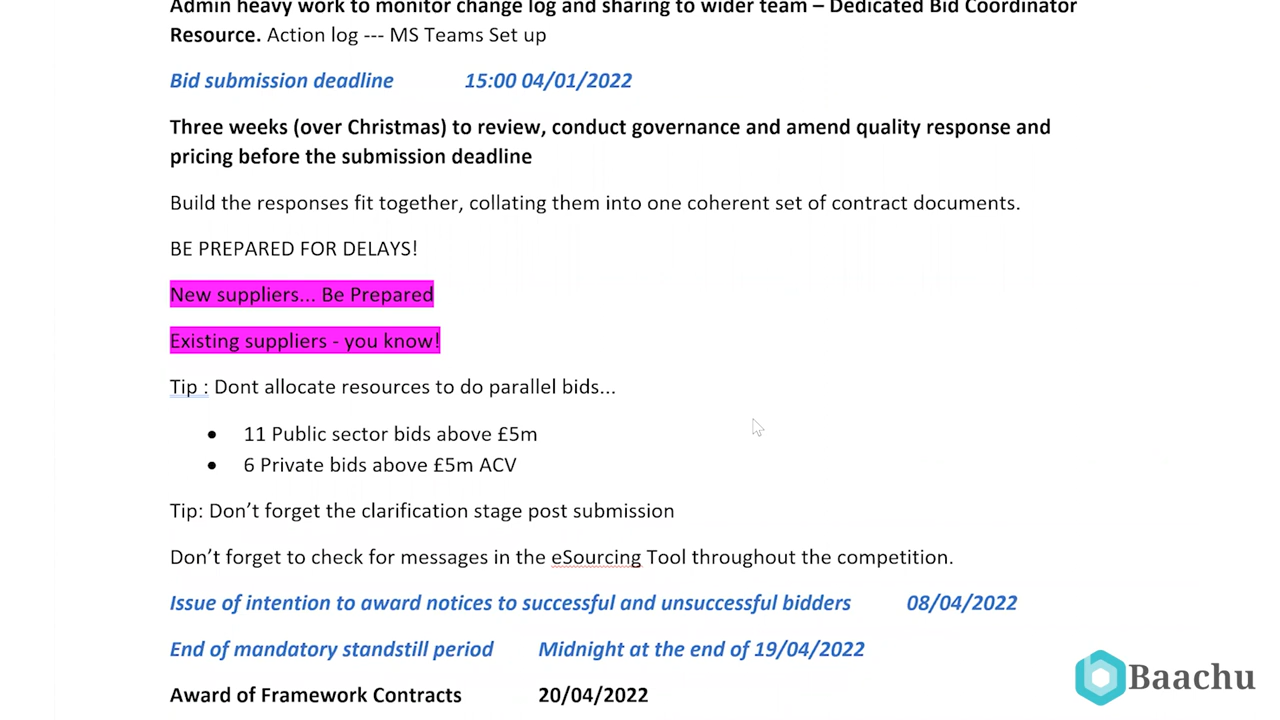 Admin heavy work to monitor change log and sharing to wider team – Dedicated Bid Coordinator
Resource. Action log --- MS Teams Set up
Bid submission deadline 15:00 04/01/2022
Three weeks (over Christmas) to review, conduct governance and amend quality response and
pricing before the submission deadline
Build the responses fit together, collating them into one coherent set of contract documents.
BE PREPARED FOR DELAYS!
New suppliers... Be Prepared
Existing suppliers - you know!
Tip : Dont allocate resources to do parallel bids...
• 11 Public sector bids above £5m
• 6 Private bids above £5m ACV
Tip: Don’t forget the clarification stage post submission
Don’t forget to check for messages in the eSourcing Tool throughout the competition.
Issue of intention to award notices to successful and unsuccessful bidders 08/04/2022
End of mandatory standstill period Midnight at the end of 19/04/2022
Award of Framework Contracts 20/04/2022
Baachu